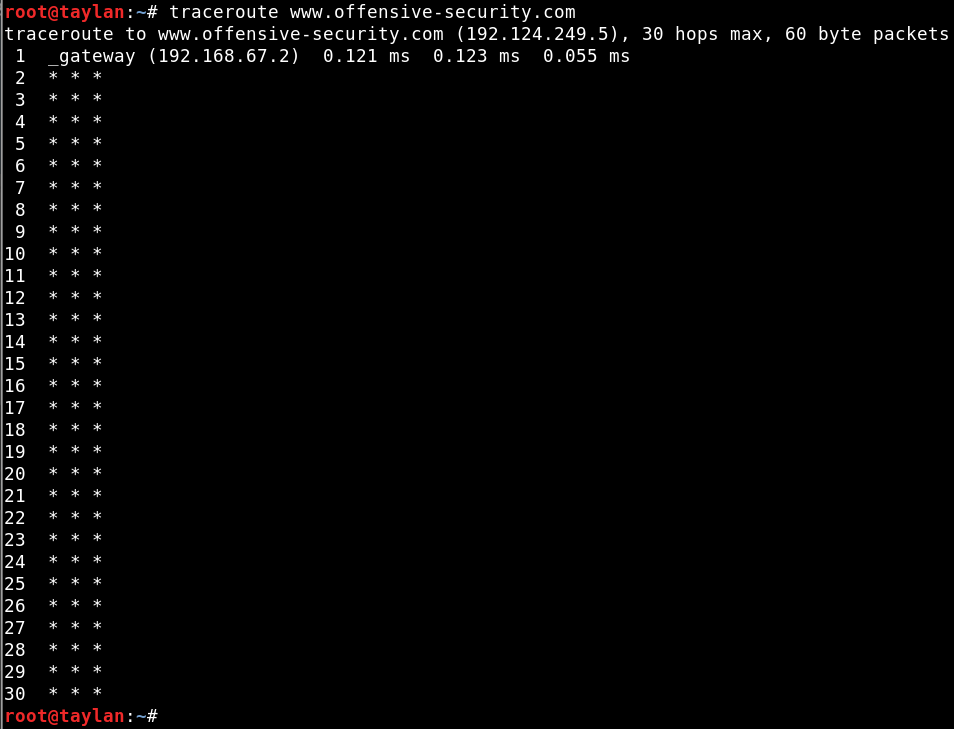 root@taylan:~# traceroute www.offensive-security.com
traceroute to www.offensive-security.com (192.124.249.5), 30 hops max, 60 byte packets
 1  _gateway (192.168.67.2)  0.121 ms  0.123 ms  0.055 ms
 2  * * *
 3  * * *
 4  * * *
 5  * * *
 6  * * *
 7  * * *
 8  * * *
 9  * * *
10  * * *
11  * * *
12  * * *
13  * * *
14  * * *
15  * * *
16  * * *
17  * * *
18  * * *
19  * * *
20  * * *
21  * * *
22  * * *
23  * * *
24  * * *
25  * * *
26  * * *
27  * * *
28  * * *
29  * * *
30  * * *
root@taylan:~#